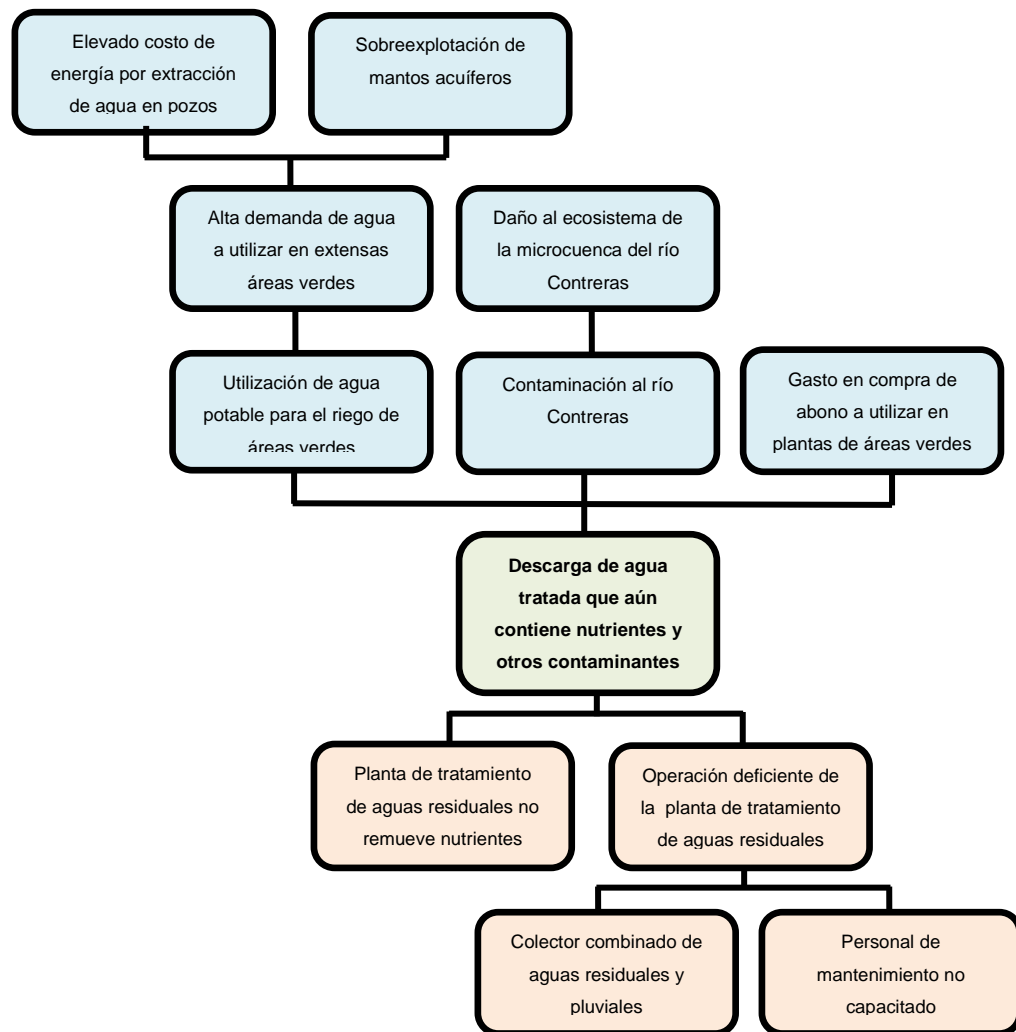 Elevado costo de
energía por extracción
de agua en pozos
Sobreexplotación de
mantos acuíferos
Alta demanda de agua
a utilizar en extensas
áreas verdes
Daño al ecosistema de
la microcuenca del río
Contreras
Utilización de agua
potable para el riego de
áreas verdes
Contaminación al río
Contreras
Gasto en compra de
abono a utilizar en
plantas de áreas verdes
Descarga de agua
tratada que aún
contiene nutrientes y
otros contaminantes
Planta de tratamiento
de aguas residuales no
remueve nutrientes
Operación deficiente de
la planta de tratamiento
de aguas residuales
Colector combinado de
aguas residuales y
pluviales
Personal de
mantenimiento no
capacitado